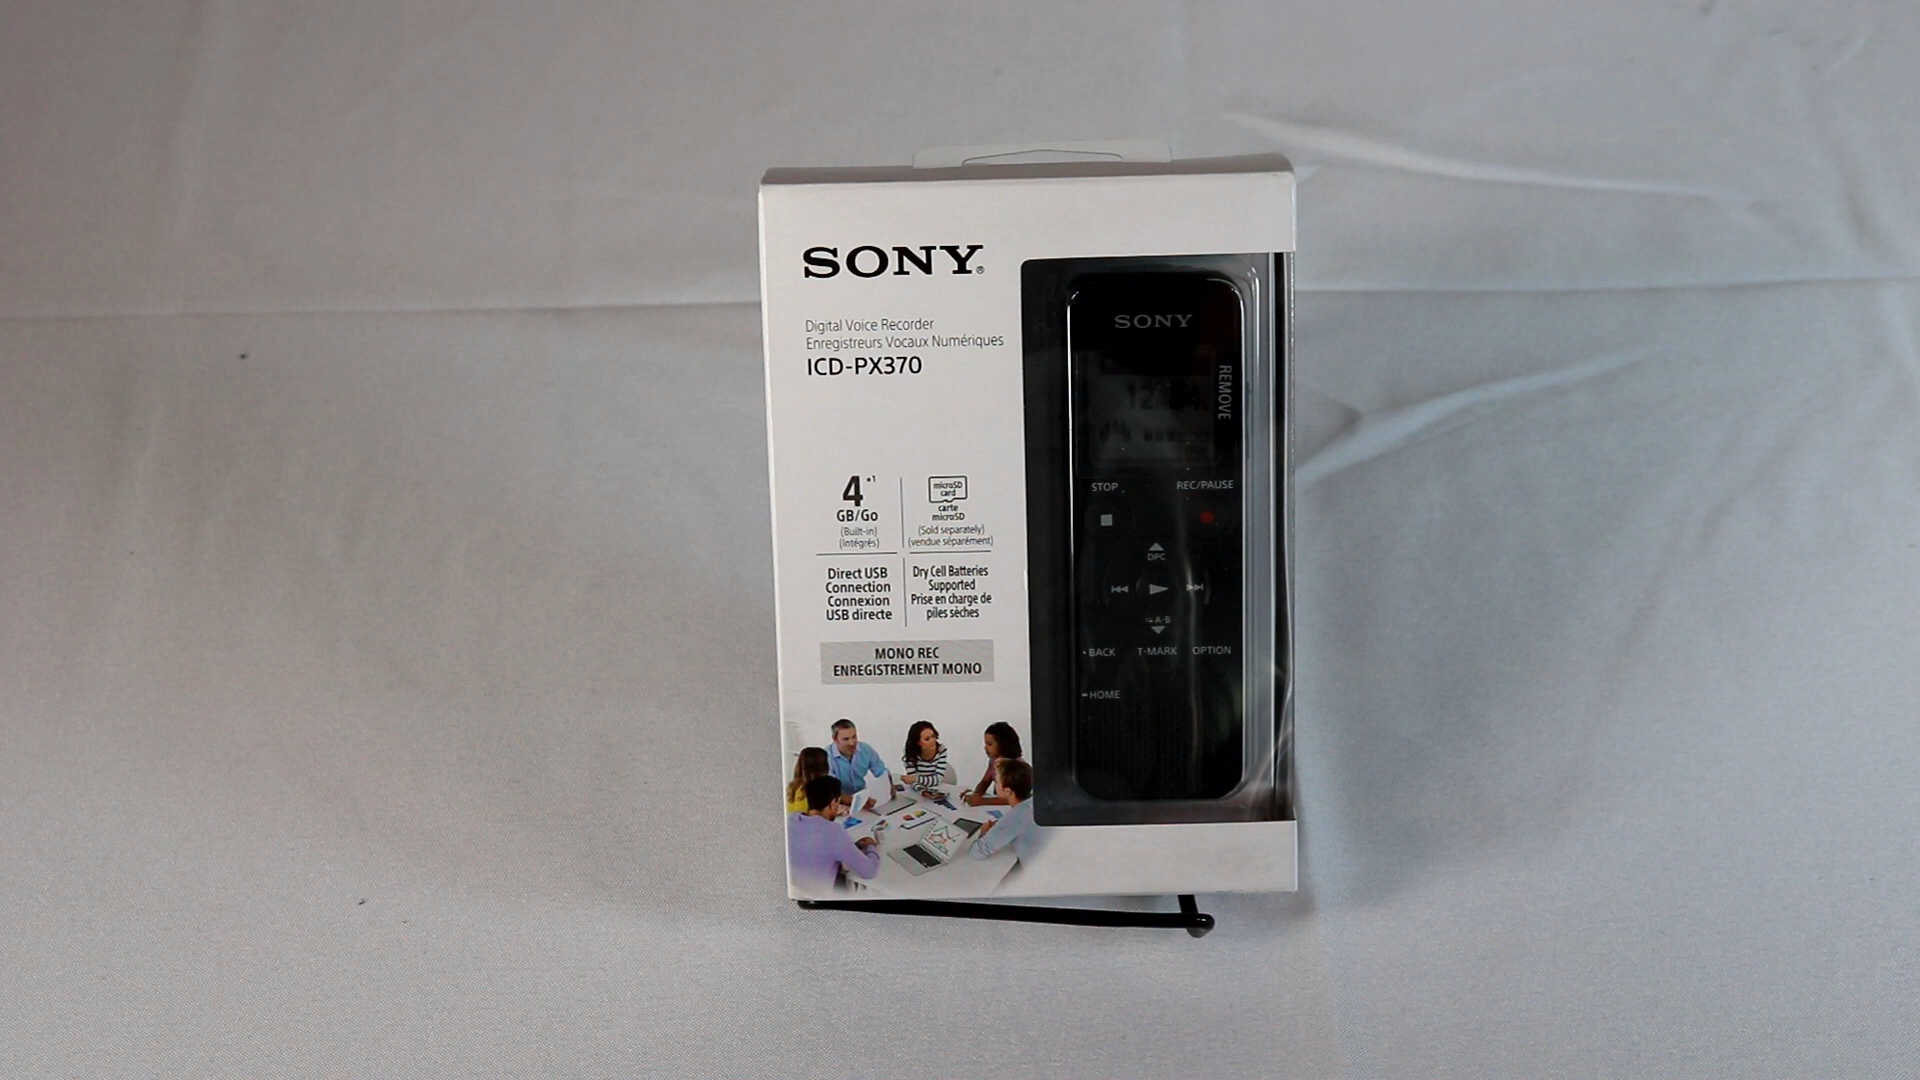 SONY®
Digital Voice Recorder
Enregistreurs Vocaux Numériques
ICD-PX370
4*1
GB/Go
(Built-in)
(Intégrés)
microSD
card
carte
microSD
(Sold separately)
(vendue séparément)
Direct USB
Connection
Connexion
USB directe
Dry Cell Batteries
Supported
Prise en charge de
piles sèches
MONO REC
ENREGISTREMENT MONO
SONY
REMOVE
STOP
REC/PAUSE
DPC
A-B
BACK
T-MARK
OPTION
HOME